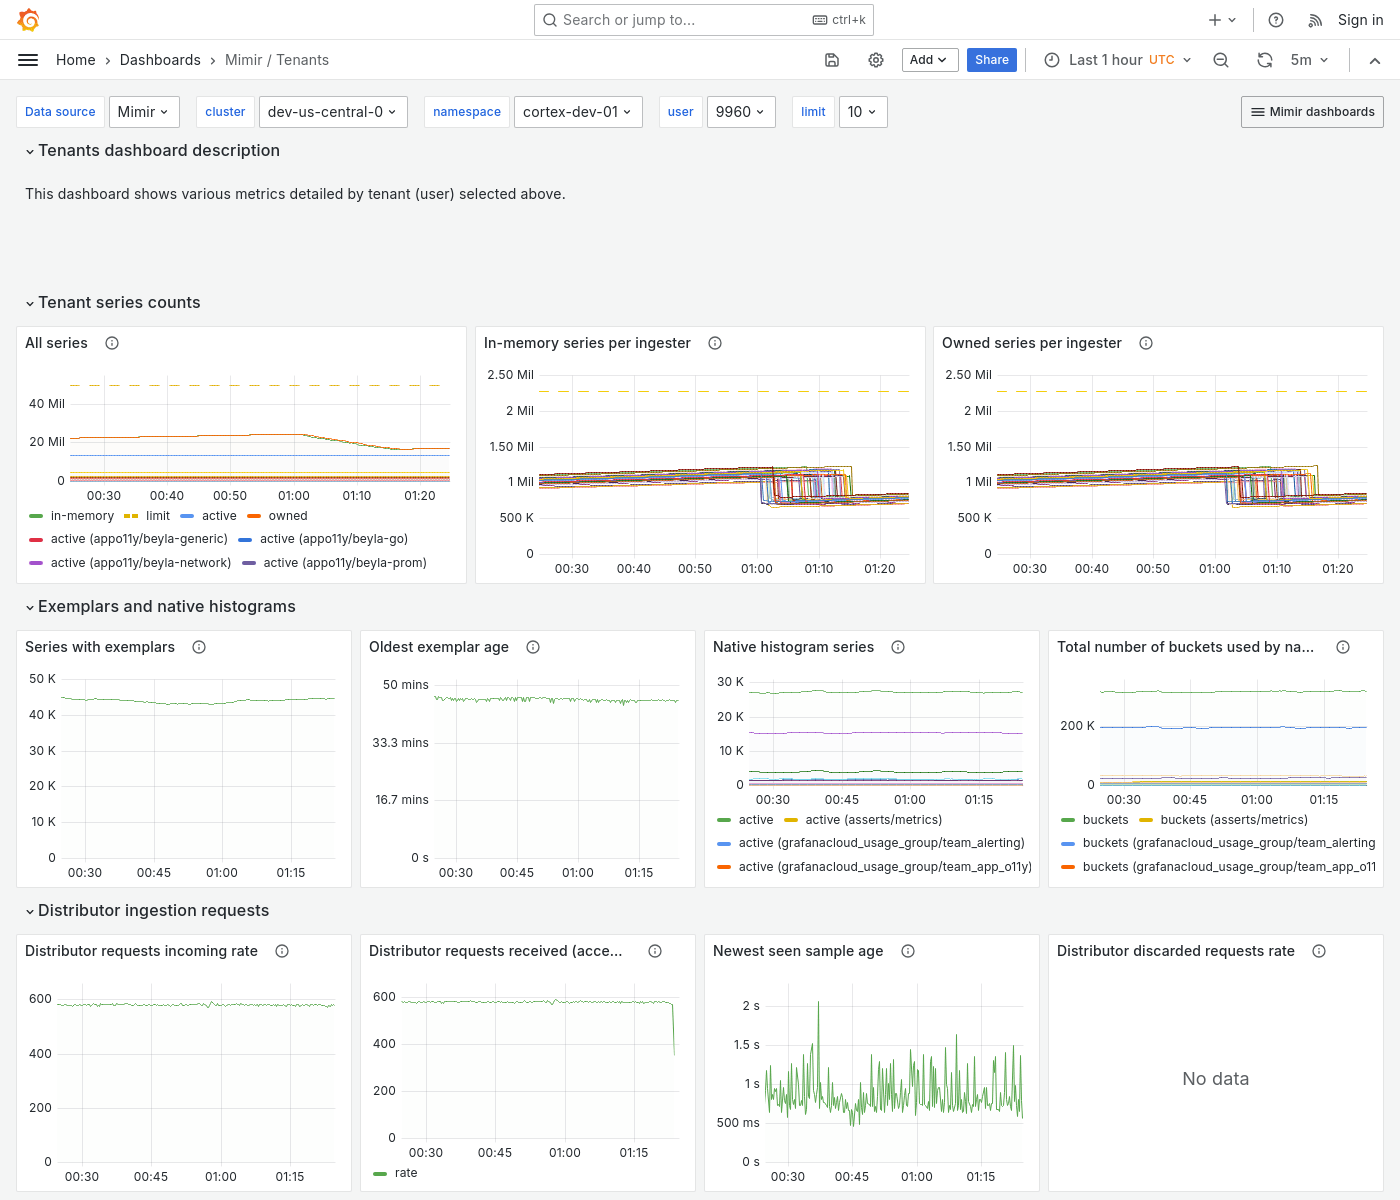 Search or jump to... ctrl+k Sign in
Home Dashboards Mimir / Tenants Add Share Last 1 hour UTC 5m
Data source Mimir cluster dev-us-central-0 namespace cortex-dev-01 user 9960 limit 10 Mimir dashboards
Tenants dashboard description
This dashboard shows various metrics detailed by tenant (user) selected above.
Tenant series counts
All series
40 Mil
20 Mil
0
00:30 00:40 00:50 01:00 01:10 01:20
in-memory limit active owned
active (appo11y/beyla-generic) active (appo11y/beyla-go)
active (appo11y/beyla-network) active (appo11y/beyla-prom)
In-memory series per ingester
2.50 Mil
2 Mil
1.50 Mil
1 Mil
500 K
0
00:30 00:40 00:50 01:00 01:10 01:20
Owned series per ingester
2.50 Mil
2 Mil
1.50 Mil
1 Mil
500 K
0
00:30 00:40 00:50 01:00 01:10 01:20
Exemplars and native histograms
Series with exemplars
50 K
40 K
30 K
20 K
10 K
0
00:30 00:45 01:00 01:15
Oldest exemplar age
50 mins
33.3 mins
16.7 mins
0 s
00:30 00:45 01:00 01:15
Native histogram series
30 K
20 K
10 K
0
00:30 00:45 01:00 01:15
active active (asserts/metrics)
active (grafanacloud_usage_group/team_alerting)
active (grafanacloud_usage_group/team_app_o11y)
Total number of buckets used by na...
200 K
0
00:30 00:45 01:00 01:15
buckets buckets (asserts/metrics)
buckets (grafanacloud_usage_group/team_alerting
buckets (grafanacloud_usage_group/team_app_o11
Distributor ingestion requests
Distributor requests incoming rate
600
400
200
0
00:30 00:45 01:00 01:15
Distributor requests received (acce...
600
400
200
0
00:30 00:45 01:00 01:15
rate
Newest seen sample age
2 s
1.5 s
1 s
500 ms
0 s
00:30 00:45 01:00 01:15
Distributor discarded requests rate
No data